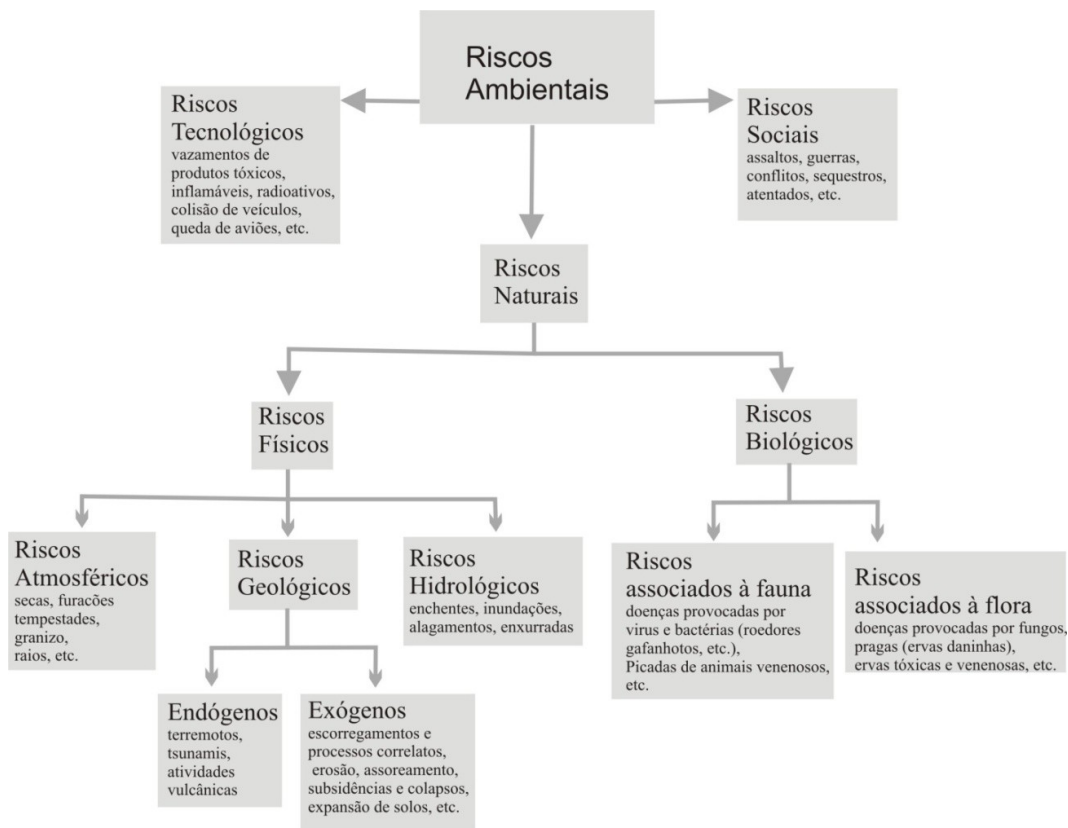 Riscos
Ambientais
Riscos
Tecnológicos
vazamentos de
produtos tóxicos,
inflamáveis, radioativos,
colisão de veículos,
queda de aviões, etc.
Riscos
Sociais
assaltos, guerras,
conflitos, sequestros,
atentados, etc.
Riscos
Naturais
Riscos
Físicos
Riscos
Biológicos
Riscos
Atmosféricos
secas, furacões
tempestades,
granizo,
raios, etc.
Riscos
Geológicos
Riscos
Hidrológicos
enchentes, inundações,
alagamentos, enxurradas
Riscos
associados à fauna
doenças provocadas por
virus e bactérias (roedores
gafanhotos, etc.),
Picadas de animais venenosos,
etc.
Riscos
associados à flora
doenças provocadas por fungos,
pragas (ervas daninhas),
ervas tóxicas e venenosas, etc.
Endógenos
terremotos,
tsunamis,
atividades
vulcânicas
Exógenos
escorregamentos e
processos correlatos,
erosão, assoreamento,
subsidências e colapsos,
expansão de solos, etc.